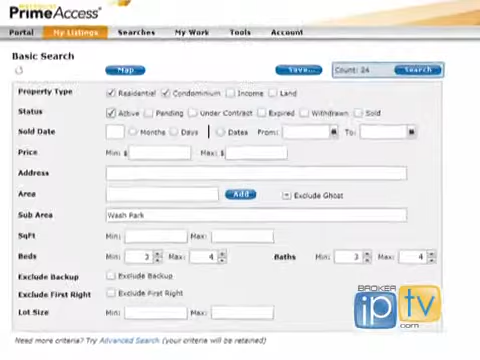 PrimeAccess
Portal My Listings Searches My Work Tools Account
Basic Search
Map Save... Count: 24 Search
Property Type Residential Condominium Income Land
Status Active Pending Under Contract Expired Withdrawn Sold
Sold Date Months Days Dates From: To:
Price Min: $ Max: $
Address
Area Add Exclude Ghost
Sub Area Wash Park
SqFt Min: Max:
Beds Min: 3 Max: 4 Baths Min: 3 Max: 4
Exclude Backup Exclude Backup
Exclude First Right Exclude First Right
Lot Size Min: Max:
BROKER
iptv
.com
Need more criteria? Try Advanced Search (your criteria will be retained)